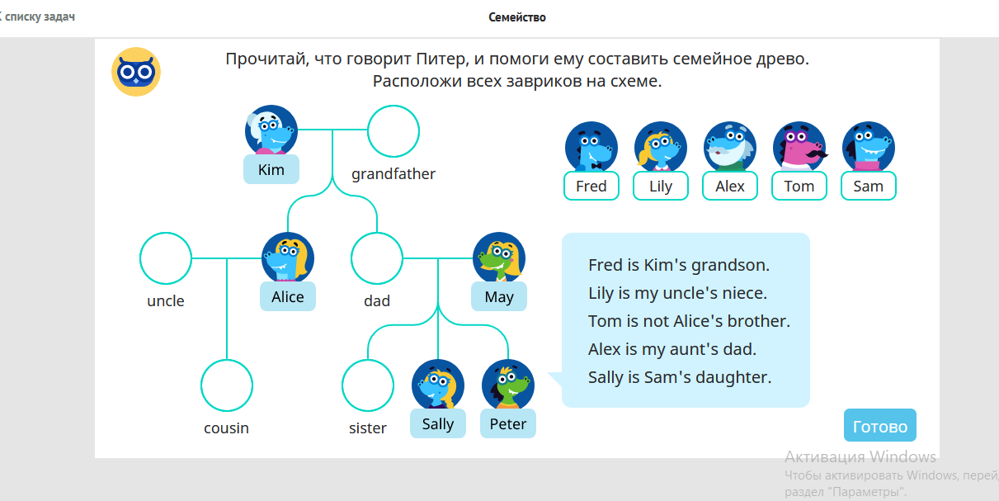 списку задач
Семейство
Прочитай, что говорит Питер, и помоги ему составить семейное древо.
Расположи всех завриков на схеме.
Kim
grandfather
Fred
Lily
Alex
Tom
Sam
uncle
Alice
dad
May
Fred is Kim's grandson.
Lily is my uncle's niece.
Tom is not Alice's brother.
Alex is my aunt's dad.
Sally is Sam's daughter.
cousin
sister
Sally
Peter
Готово
Активация Windows
Чтобы активировать Windows, перей
раздел "Параметры".